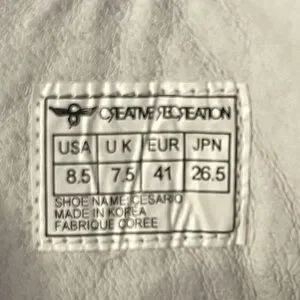 CREATIVE RECREATION
USA UK EUR JPN
8.5 7.5 41 26.5
SHOE NAME: CESARIO
MADE IN KOREA
FABRIQUE COREE